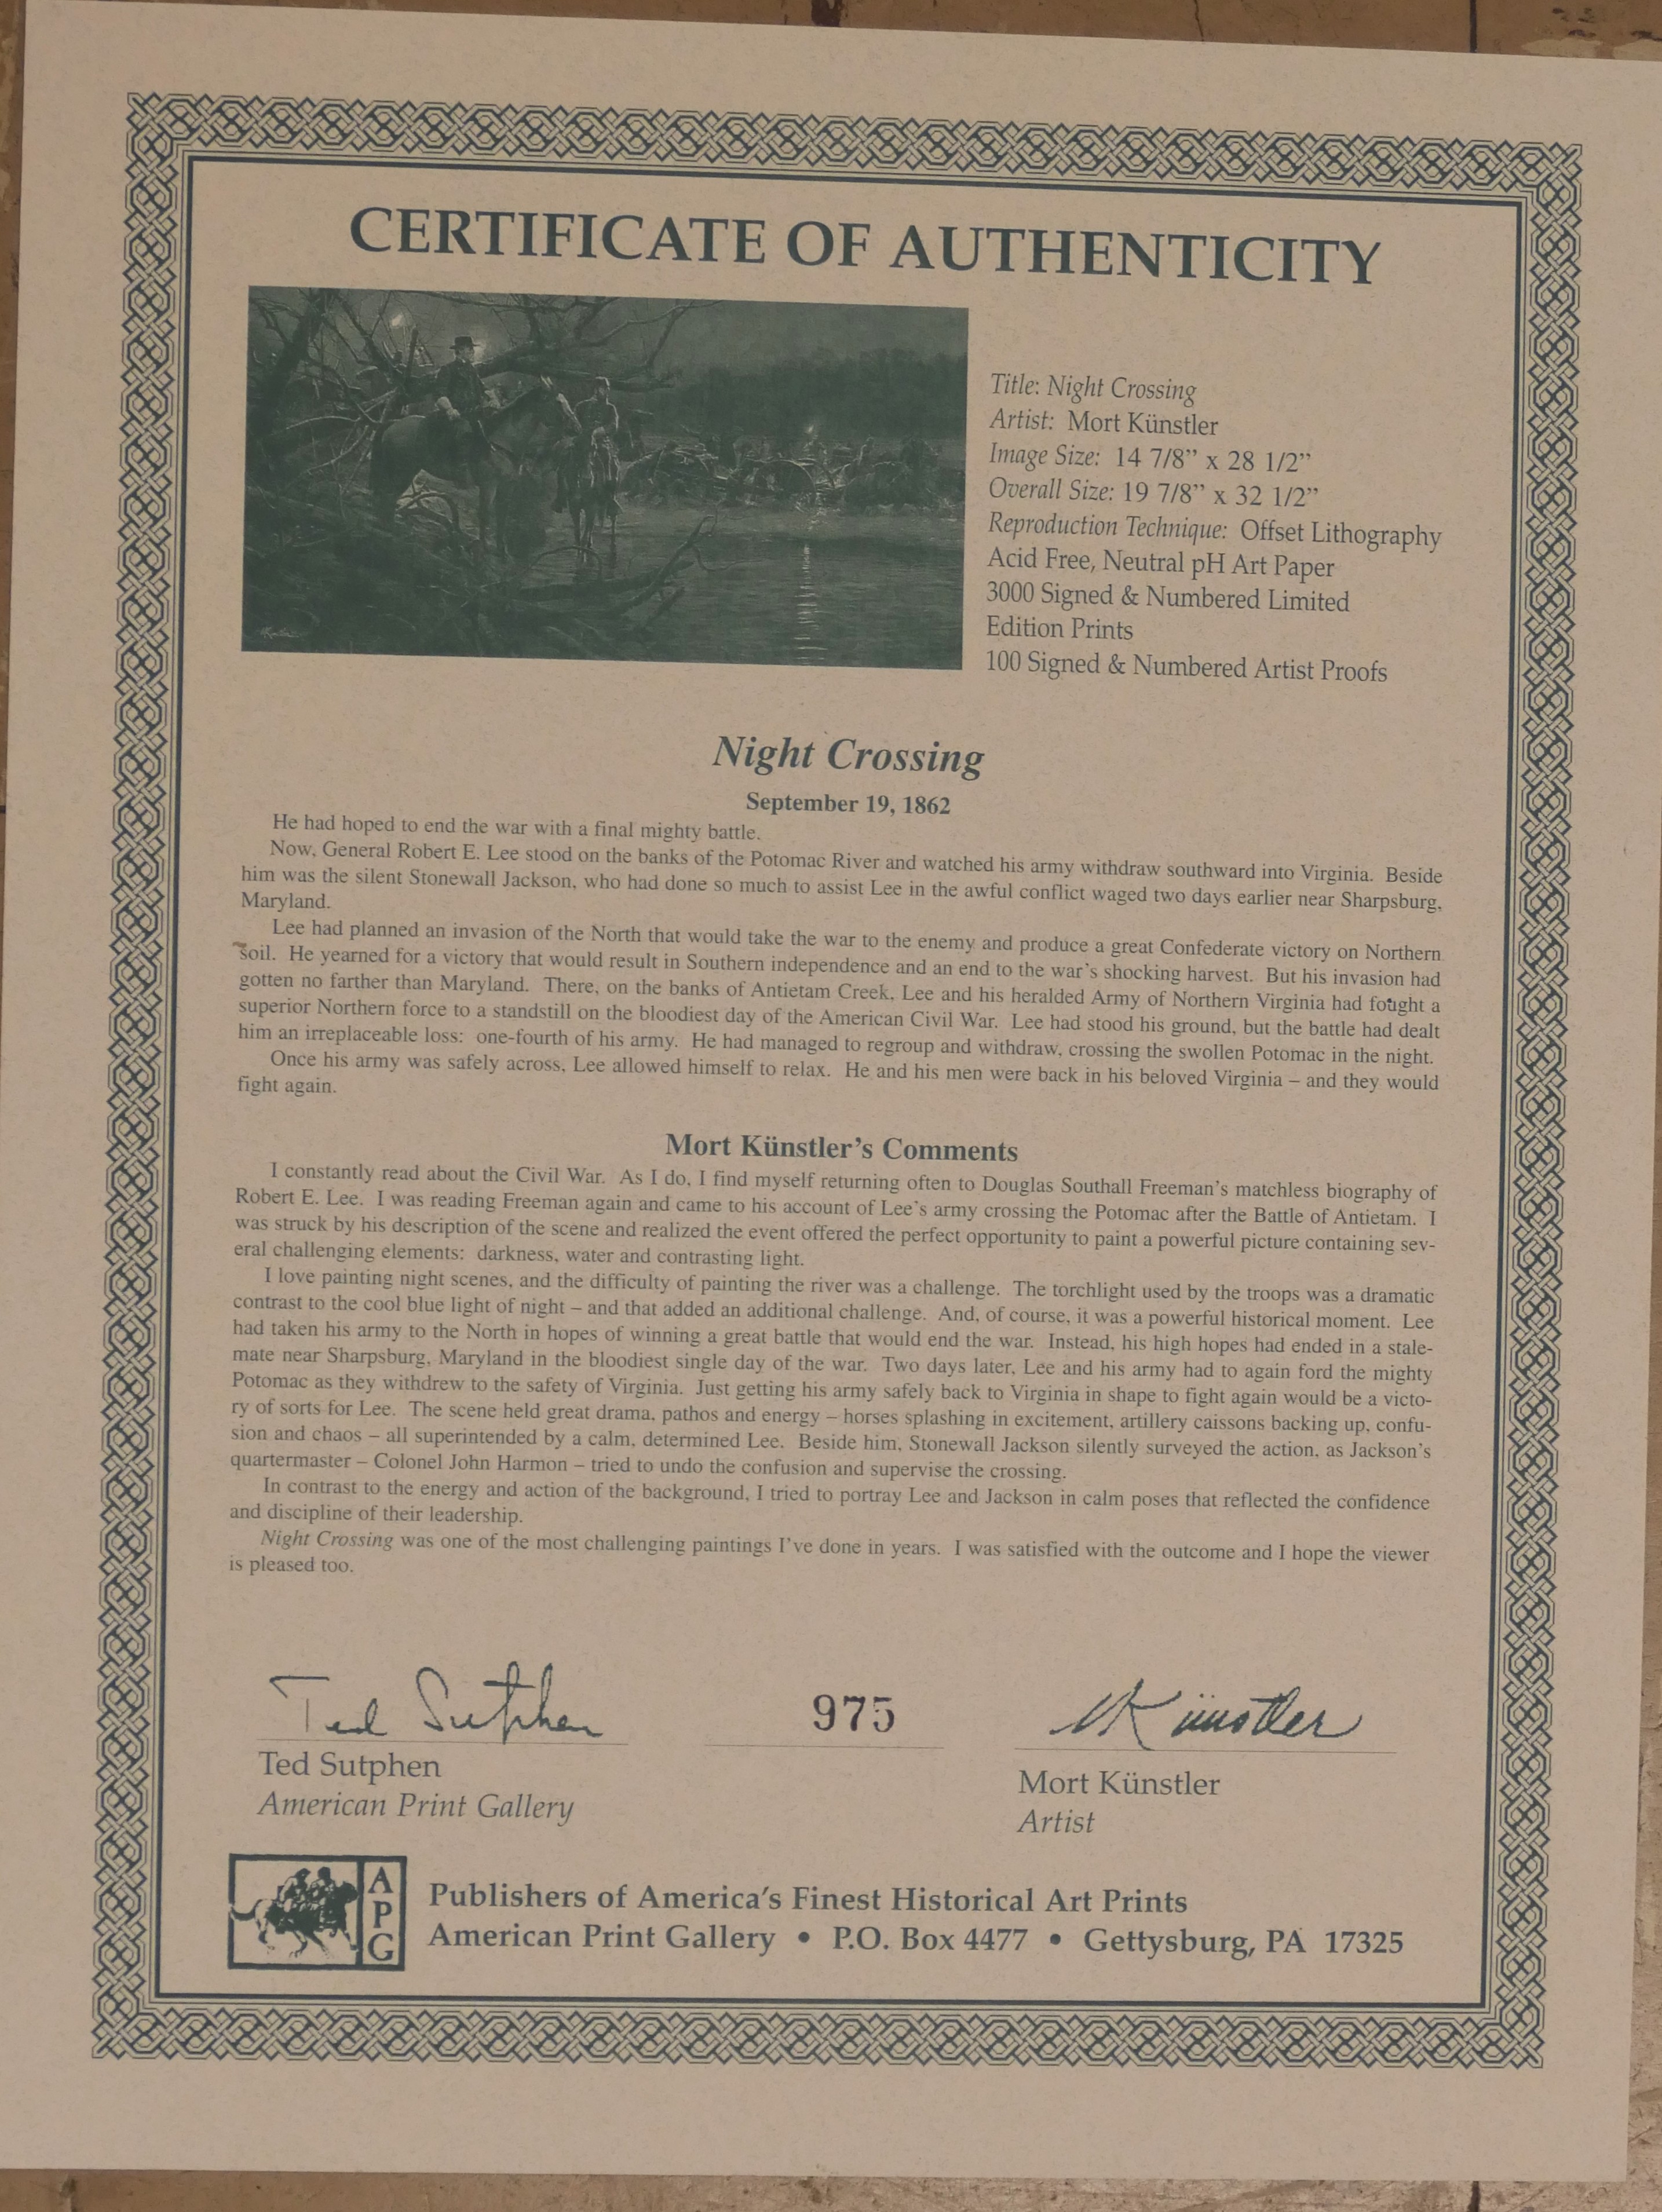 CERTIFICATE OF AUTHENTICITY
Title: Night Crossing
Artist: Mort Künstler
Image Size: 14 7/8” x 28 1/2”
Overall Size: 19 7/8” x 32 1/2”
Reproduction Technique: Offset Lithography
Acid Free, Neutral pH Art Paper
3000 Signed & Numbered Limited
Edition Prints
100 Signed & Numbered Artist Proofs
Night Crossing
September 19, 1862
He had hoped to end the war with a final mighty battle.
Now, General Robert E. Lee stood on the banks of the Potomac River and watched his army withdraw southward into Virginia. Beside
him was the silent Stonewall Jackson, who had done so much to assist Lee in the awful conflict waged two days earlier near Sharpsburg,
Maryland.
Lee had planned an invasion of the North that would take the war to the enemy and produce a great Confederate victory on Northern
soil. He yearned for a victory that would result in Southern independence and an end to the war’s shocking harvest. But his invasion had
gotten no farther than Maryland. There, on the banks of Antietam Creek, Lee and his heralded Army of Northern Virginia had fought a
superior Northern force to a standstill on the bloodiest day of the American Civil War. Lee had stood his ground, but the battle had dealt
him an irreplaceable loss: one-fourth of his army. He had managed to regroup and withdraw, crossing the swollen Potomac in the night.
Once his army was safely across, Lee allowed himself to relax. He and his men were back in his beloved Virginia – and they would
fight again.
Mort Künstler’s Comments
I constantly read about the Civil War. As I do, I find myself returning often to Douglas Southall Freeman’s matchless biography of
Robert E. Lee. I was reading Freeman again and came to his account of Lee’s army crossing the Potomac after the Battle of Antietam. I
was struck by his description of the scene and realized the event offered the perfect opportunity to paint a powerful picture containing sev-
eral challenging elements: darkness, water and contrasting light.
I love painting night scenes, and the difficulty of painting the river was a challenge. The torchlight used by the troops was a dramatic
contrast to the cool blue light of night – and that added an additional challenge. And, of course, it was a powerful historical moment. Lee
had taken his army to the North in hopes of winning a great battle that would end the war. Instead, his high hopes had ended in a stale-
mate near Sharpsburg, Maryland in the bloodiest single day of the war. Two days later, Lee and his army had to again ford the mighty
Potomac as they withdrew to the safety of Virginia. Just getting his army safely back to Virginia in shape to fight again would be a victo-
ry of sorts for Lee. The scene held great drama, pathos and energy – horses splashing in excitement, artillery caissons backing up, confu-
sion and chaos – all superintended by a calm, determined Lee. Beside him, Stonewall Jackson silently surveyed the action, as Jackson’s
quartermaster – Colonel John Harmon – tried to undo the confusion and supervise the crossing.
In contrast to the energy and action of the background, I tried to portray Lee and Jackson in calm poses that reflected the confidence
and discipline of their leadership.
Night Crossing was one of the most challenging paintings I’ve done in years. I was satisfied with the outcome and I hope the viewer
is pleased too.
Ted Sutphen
975
MKünstler
Ted Sutphen
American Print Gallery
Mort Künstler
Artist
APG
Publishers of America’s Finest Historical Art Prints
American Print Gallery • P.O. Box 4477 • Gettysburg, PA 17325